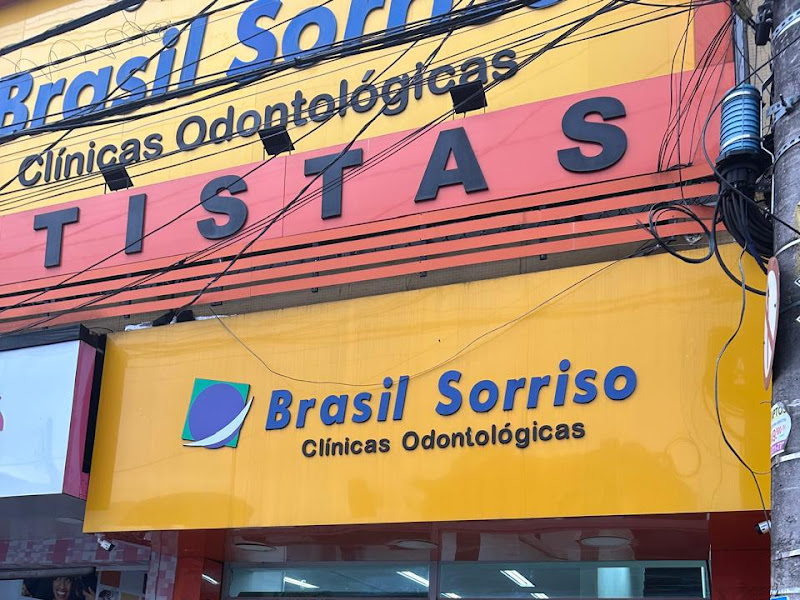 Brasil Sorriso
Clínicas Odontológicas
TISTAS
Brasil Sorriso
Clínicas Odontológicas